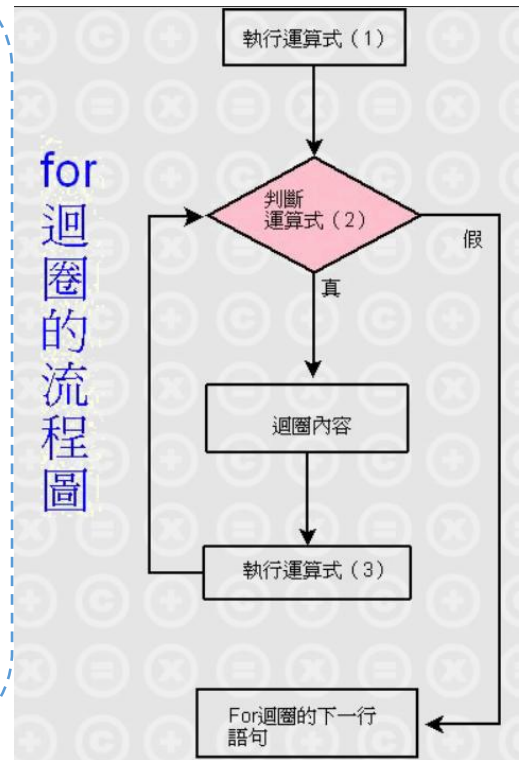 執行運算式（1）
for
迴
圈
的
流
程
圖
判斷
運算式（2）
假
真
迴圈內容
執行運算式（3）
For迴圈的下一行
語句